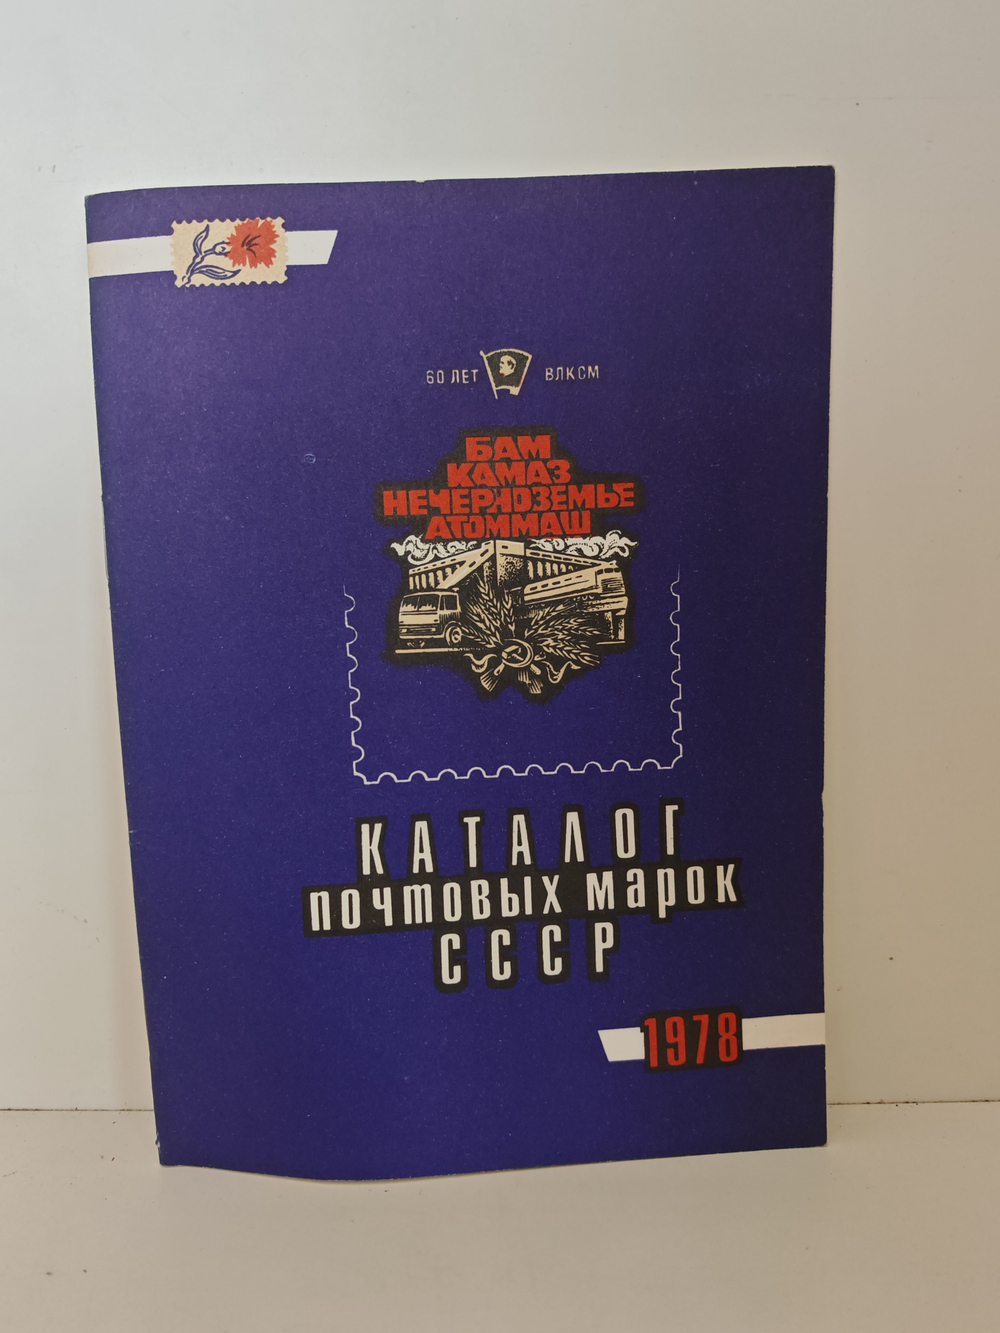 60 ЛЕТ ВЛКСМ
БАМ
КАМАЗ
НЕЧЕРНОЗЕМЬЕ
АТОММАШ
КАТАЛОГ
почтовых марок
СССР
1978